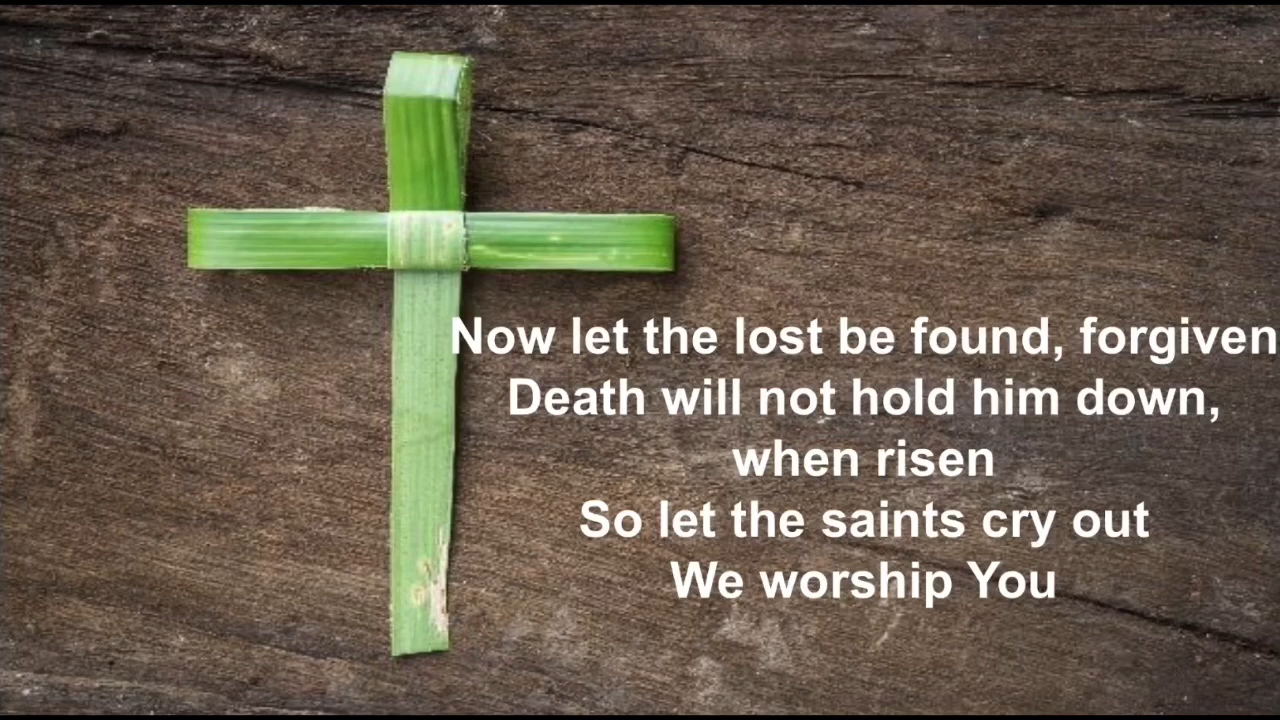 Now let the lost be found, forgiven
Death will not hold him down,
when risen
So let the saints cry out
We worship You